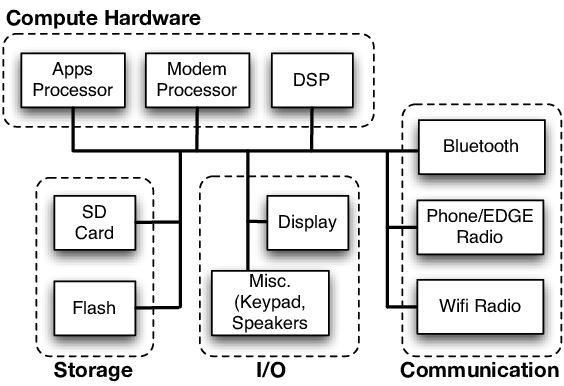 Compute Hardware
Apps
Processor
Modem
Processor
DSP
SD
Card
Flash
Storage
Display
Misc.
(Keypad,
Speakers
I/O
Bluetooth
Phone/EDGE
Radio
Wifi Radio
Communication